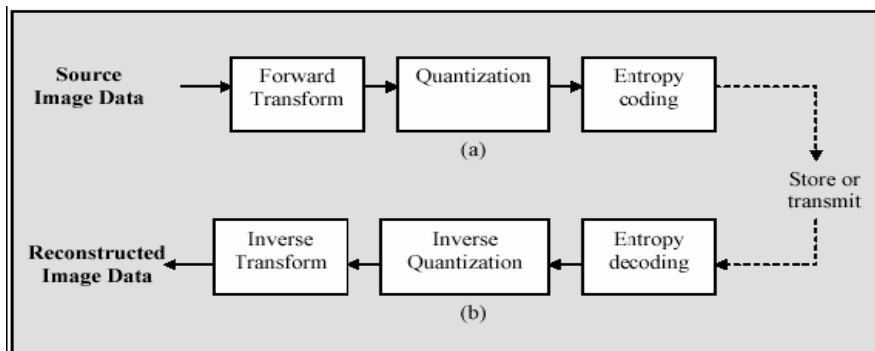 Source
Image Data
Forward
Transform
Quantization
Entropy
coding
(a)
Store or
transmit
Reconstructed
Image Data
Inverse
Transform
Inverse
Quantization
Entropy
decoding
(b)